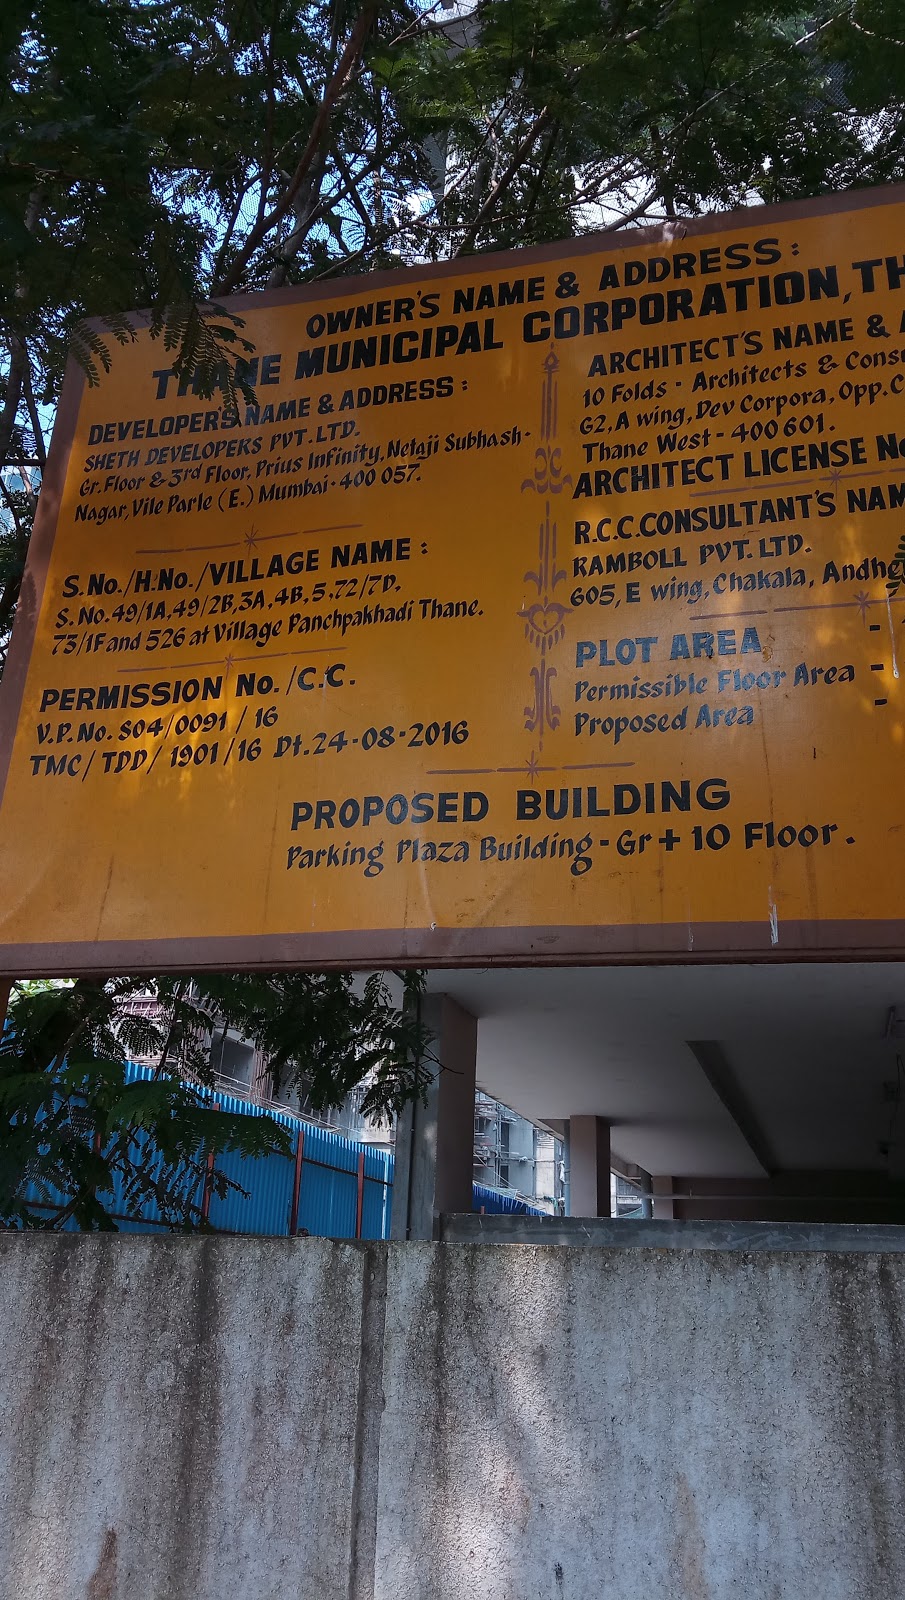 OWNER'S NAME & ADDRESS:
THANE MUNICIPAL CORPORATION, TH
DEVELOPER'S NAME & ADDRESS:
SHETH DEVELOPERS PVT. LTD.
Gr. Floor & 3rd Floor, Prius Infinity, Netaji Subhash-
Nagar, Vile Parle (E.) Mumbai-400 057.
S.No./H.No./VILLAGE NAME:
S.No.49/1A,49/2B,3A,4B,5,72/7D,
73/1F and 526 at Village Panchpakhadi Thane.
PERMISSION No./C.C.
V.P.No. S04/0091/16
TMC/TDD/1901/16 Dt.24-08-2016
ARCHITECT'S NAME &
10 Folds - Architects & Consu
G2, A wing, Dev Corpora, Opp. C
Thane West-400601.
ARCHITECT LICENSE No
R.C.C. CONSULTANT'S NAM
RAMBOLL PVT. LTD.
605, E wing, Chakala, Andhe
PLOT AREA -
Permissible Floor Area -
Proposed Area -
PROPOSED BUILDING
Parking Plaza Building-Gr+10 Floor.